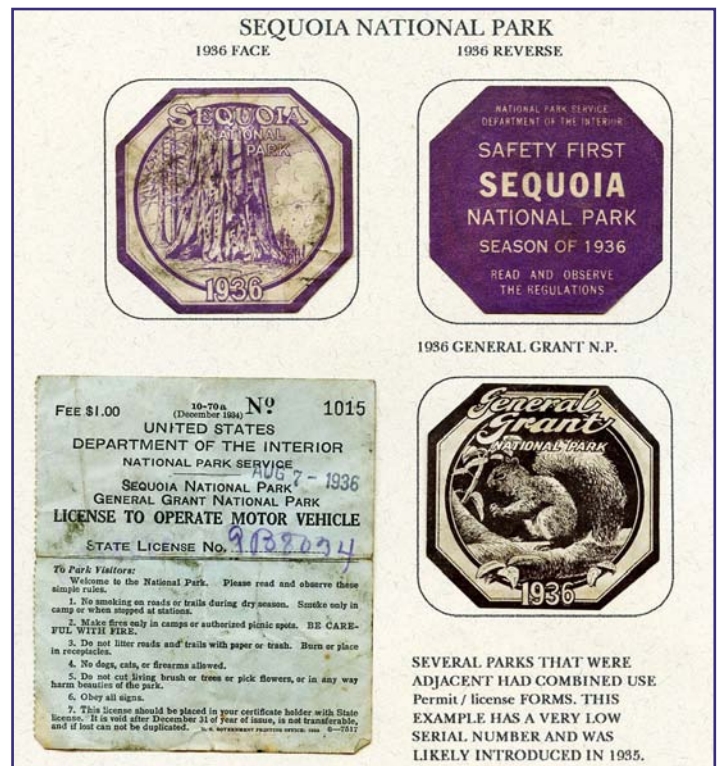 SEQUOIA NATIONAL PARK
1936 FACE
1936 REVERSE
SEQUOIA
NATIONAL
PARK
1936
NATIONAL PARK SERVICE
DEPARTMENT OF THE INTERIOR
SAFETY FIRST
SEQUOIA
NATIONAL PARK
SEASON OF 1936
READ AND OBSERVE
THE REGULATIONS
1936 GENERAL GRANT N.P.
General
Grant
NATIONAL PARK
1936
FEE $1.00
10-70a
(December 1934)
No
1015
UNITED STATES
DEPARTMENT OF THE INTERIOR
NATIONAL PARK SERVICE
AUG 7 - 1936
SEQUOIA NATIONAL PARK
GENERAL GRANT NATIONAL PARK
LICENSE TO OPERATE MOTOR VEHICLE
STATE LICENSE No. 9B8034
To Park Visitors:
Welcome to the National Park. Please read and observe these
simple rules.
1. No smoking on roads or trails during dry season. Smoke only in
camp or when stopped at stations.
2. Make fires only in camps or authorized picnic spots. BE CARE-
FUL WITH FIRE.
3. Do not litter roads and trails with paper or trash. Burn or place
in receptacles.
4. No dogs, cats, or firearms allowed.
5. Do not cut living brush or trees or pick flowers, or in any way
harm beauties of the park.
6. Obey all signs.
7. This license should be placed in your certificate holder with State
license. It is void after December 31 of year of issue, is not transferable,
and if lost can not be duplicated.
U. S. GOVERNMENT PRINTING OFFICE: 6—7517
SEVERAL PARKS THAT WERE
ADJACENT HAD COMBINED USE
Permit / license FORMS. THIS
EXAMPLE HAS A VERY LOW
SERIAL NUMBER AND WAS
LIKELY INTRODUCED IN 1935.